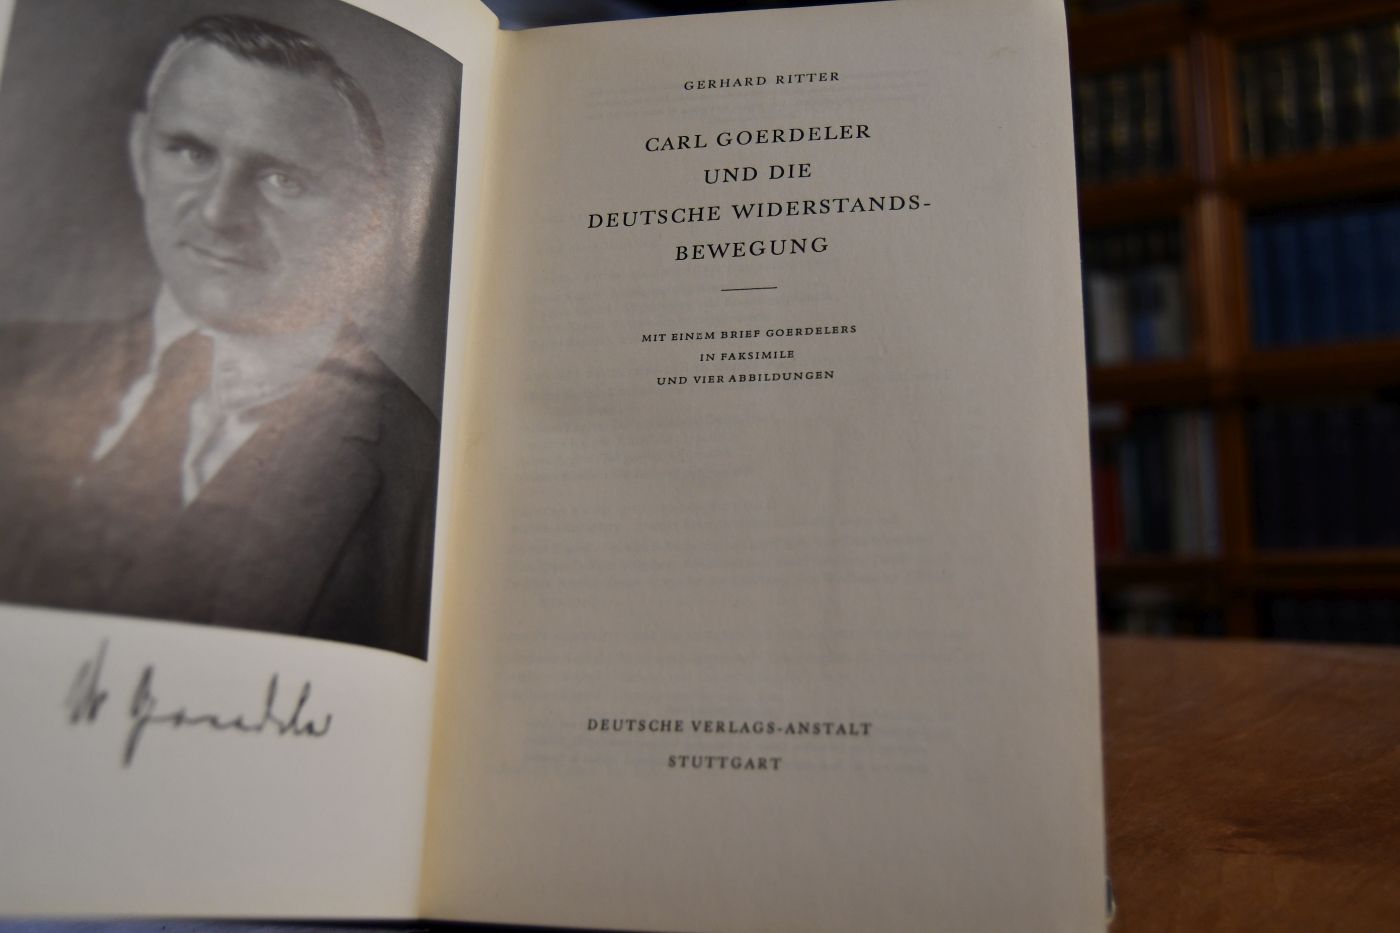 GERHARD RITTER
CARL GOERDELER
UND DIE
DEUTSCHE WIDERSTANDS-
BEWEGUNG
MIT EINEM BRIEF GOERDELERS
IN FAKSIMILE
UND VIER ABBILDUNGEN
DEUTSCHE VERLAGS-ANSTALT
STUTTGART
Goerdeler